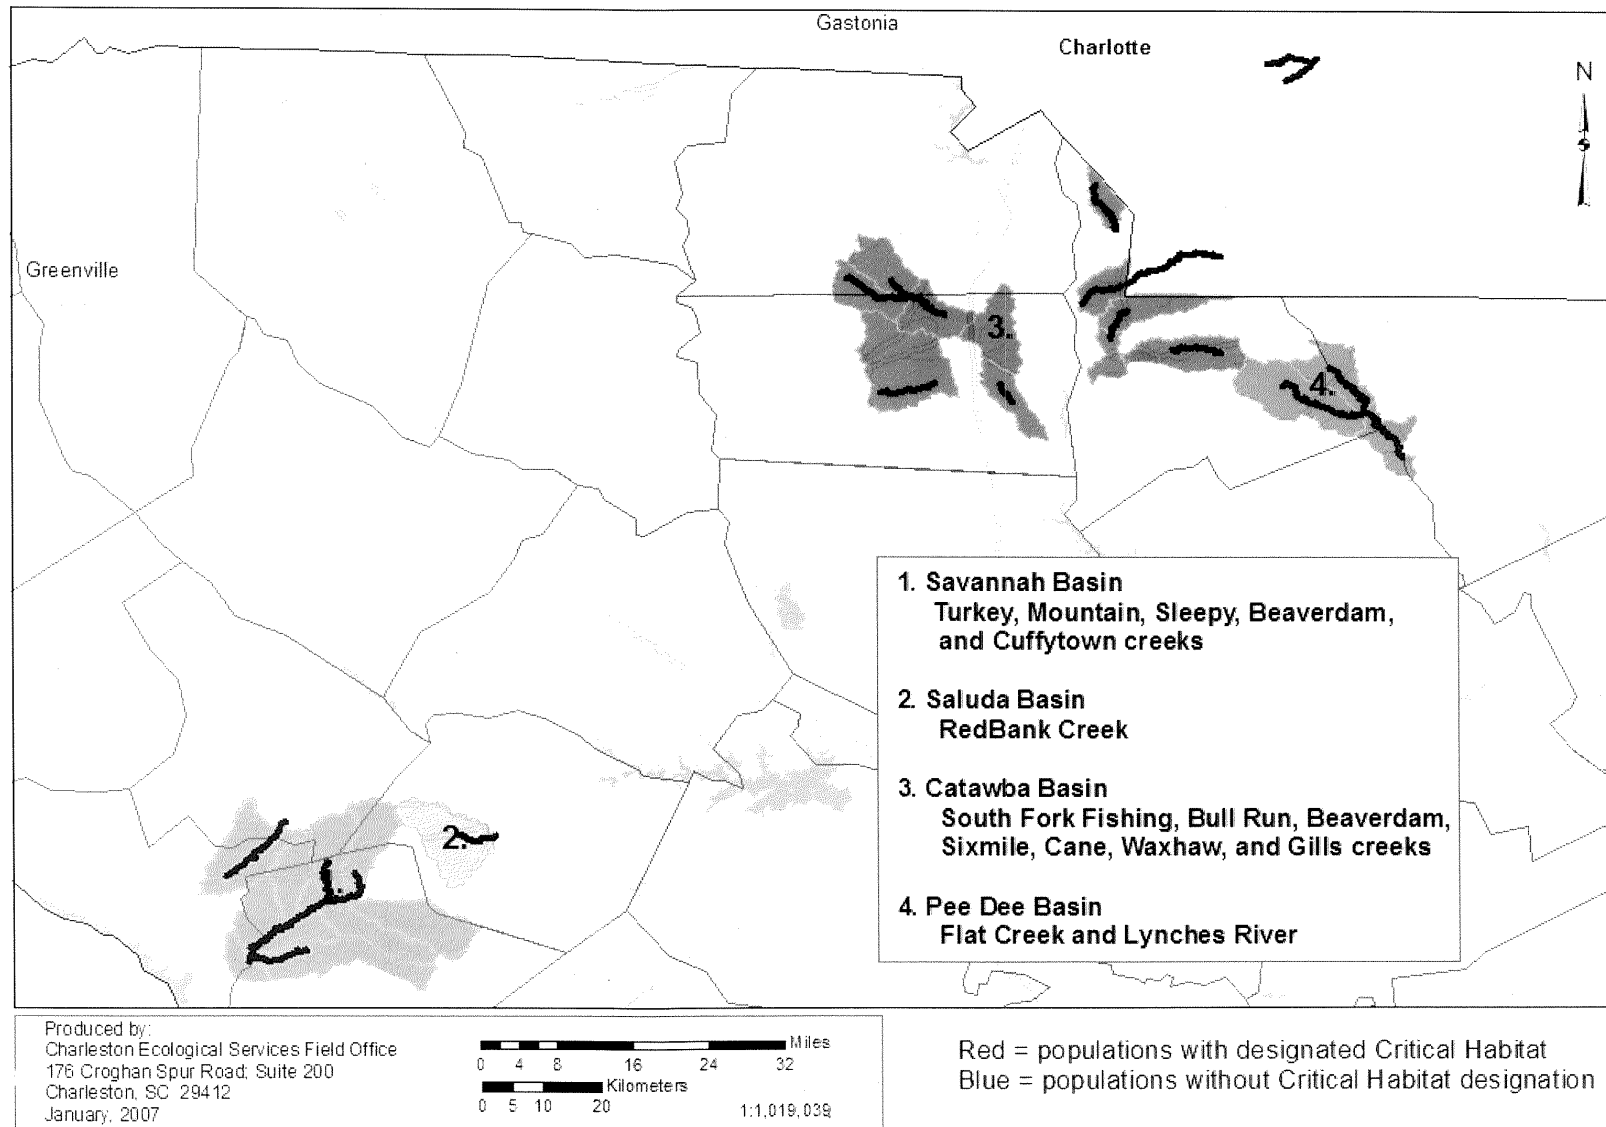 Gastonia
Charlotte
N
Greenville
3.
4.
1. Savannah Basin
Turkey, Mountain, Sleepy, Beaverdam,
and Cuffytown creeks
2. Saluda Basin
RedBank Creek
3. Catawba Basin
South Fork Fishing, Bull Run, Beaverdam,
Sixmile, Cane, Waxhaw, and Gills creeks
4. Pee Dee Basin
Flat Creek and Lynches River
2.
Produced by:
Charleston Ecological Services Field Office
176 Croghan Spur Road; Suite 200
Charleston, SC 29412
January, 2007
Miles
0 4 8 16 24 32
Kilometers
0 5 10 20
1:1,019,039
Red = populations with designated Critical Habitat
Blue = populations without Critical Habitat designation